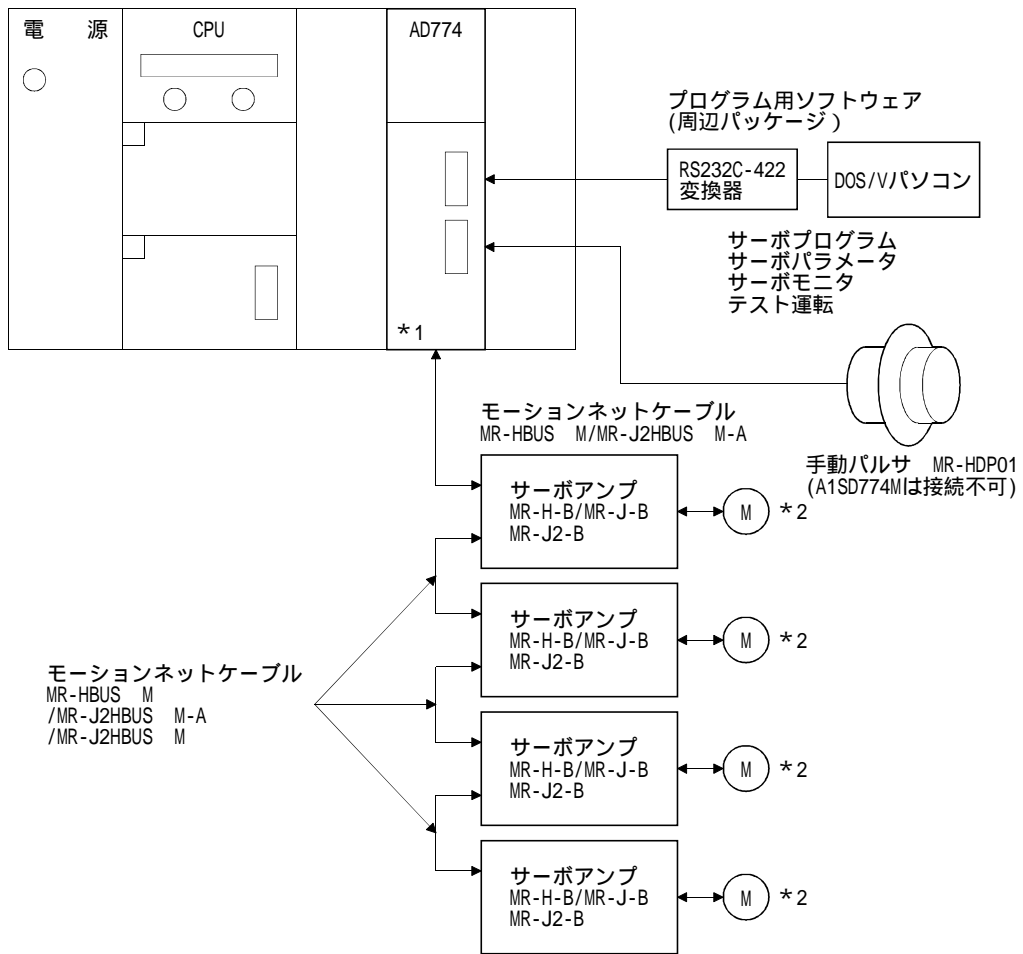 電　源
CPU
AD774
*1
プログラム用ソフトウェア
(周辺パッケージ)
RS232C-422
変換器
DOS/Vパソコン
サーボプログラム
サーボパラメータ
サーボモニタ
テスト運転
手動パルサ　MR-HDP01
(A1SD774Mは接続不可)
モーションネットケーブル
MR-HBUS　M/MR-J2HBUS　M-A
サーボアンプ
MR-H-B/MR-J-B
MR-J2-B
M
*2
サーボアンプ
MR-H-B/MR-J-B
MR-J2-B
M
*2
モーションネットケーブル
MR-HBUS　M
/MR-J2HBUS　M-A
/MR-J2HBUS　M
サーボアンプ
MR-H-B/MR-J-B
MR-J2-B
M
*2
サーボアンプ
MR-H-B/MR-J-B
MR-J2-B
M
*2